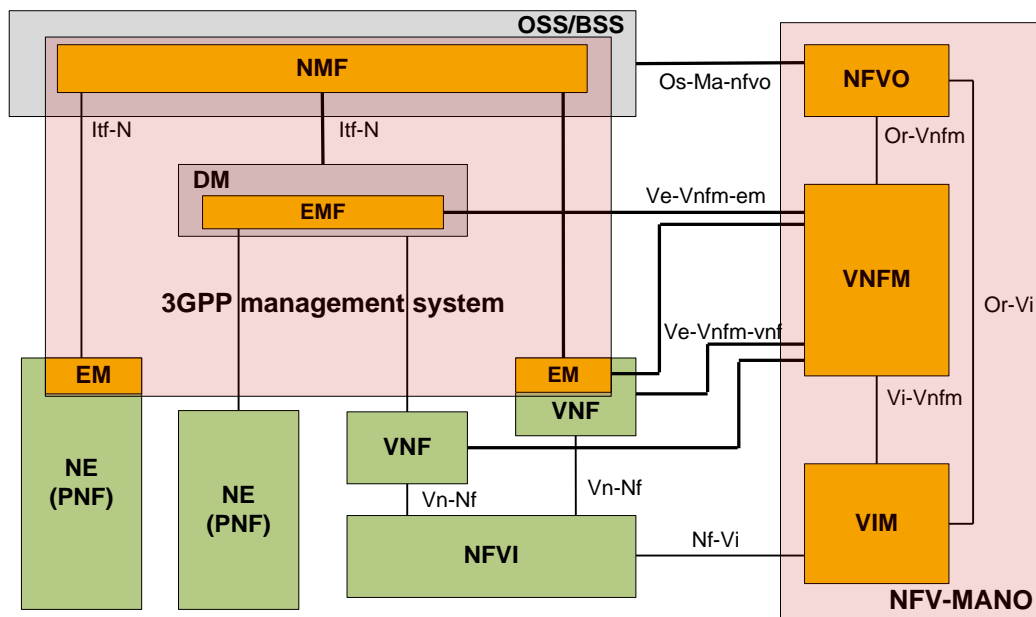 OSS/BSS
NMF
NFVO
Os-Ma-nfvo
Itf-N
Itf-N
Or-Vnfm
DM
EMF
Ve-Vnfm-em
VNFM
3GPP management system
Or-Vi
Ve-Vnfm-vnf
EM
EM
Vi-Vnfm
VNF
VNF
NE
(PNF)
NE
(PNF)
Vn-Nf
Vn-Nf
VIM
NFVI
Nf-Vi
NFV-MANO